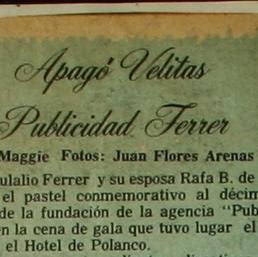 Apagó Velitas
Publicidad Ferrer
Maggie Fotos: Juan Flores Arenas
ulalio Ferrer y su esposa Rafa B. de
el pastel conmemorativo al décim
de la fundación de la agencia "Pub
en la cena de gala que tuvo lugar el
el Hotel de Polanco.